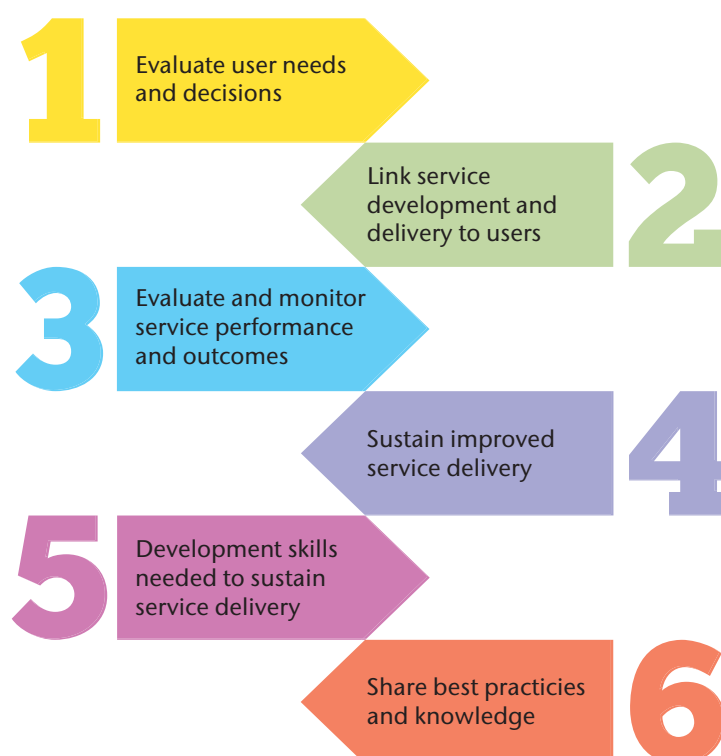 1
Evaluate user needs
and decisions
2
Link service
development and
delivery to users
3
Evaluate and monitor
service performance
and outcomes
4
Sustain improved
service delivery
5
Development skills
needed to sustain
service delivery
6
Share best practicies
and knowledge